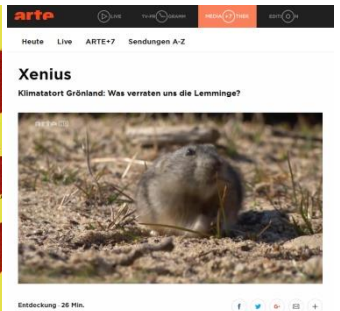 arte LIVE TV-PROGRAMM MEDIATHEK EDITION
Heute Live ARTE+7 Sendungen A-Z
Xenius
Klimatatort Grönland: Was verraten uns die Lemminge?
Entdeckung · 26 Min.